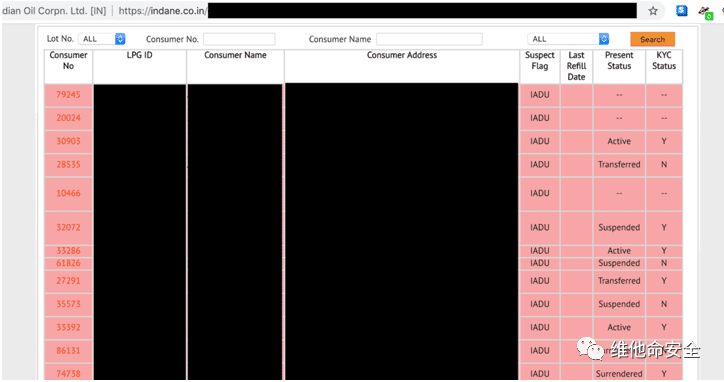 dian Oil Corpn. Ltd. [IN] https://indane.co.in/
Lot No. ALL Consumer No. Consumer Name ALL Search
Consumer No LPG ID Consumer Name Consumer Address Suspect Flag Last Refill Date Present Status KYC Status
79245 IADU -- --
20024 IADU -- --
30903 IADU Active Y
28535 IADU Transferred N
10466 IADU -- --
32072 IADU Suspended Y
33286 IADU Active Y
61826 IADU Suspended N
27291 IADU Transferred Y
35573 IADU Suspended N
33392 IADU Active Y
86131 IADU
74738 IADU Surrendered Y
维他命安全